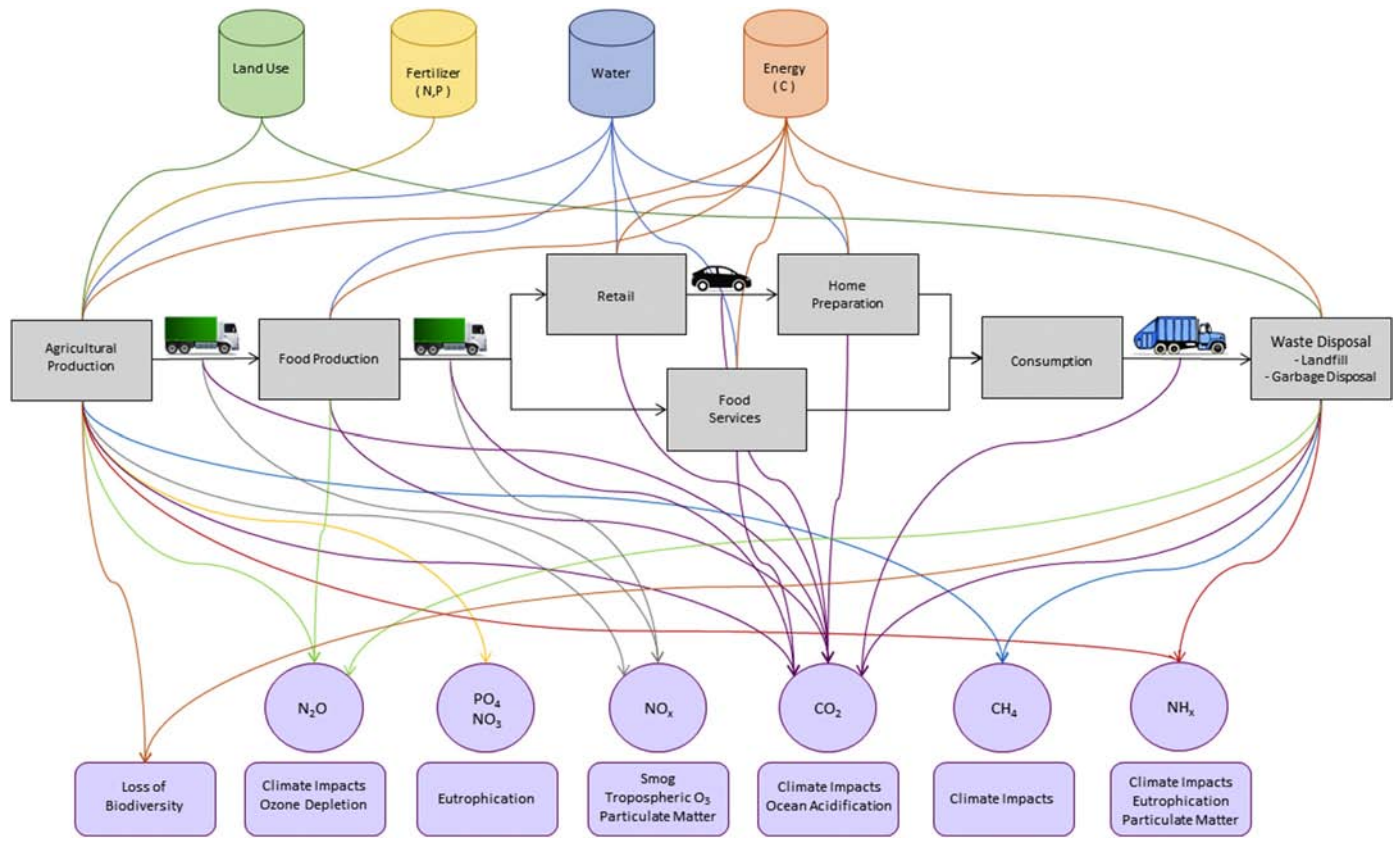 Land Use
Fertilizer
( N,P )
Water
Energy
( C )
Agricultural
Production
Food Production
Retail
Home
Preparation
Food
Services
Consumption
Waste Disposal
- Landfill
- Garbage Disposal
N₂O
PO₄
NO₃
NOₓ
CO₂
CH₄
NHₓ
Loss of
Biodiversity
Climate Impacts
Ozone Depletion
Eutrophication
Smog
Tropospheric O₃
Particulate Matter
Climate Impacts
Ocean Acidification
Climate Impacts
Climate Impacts
Eutrophication
Particulate Matter